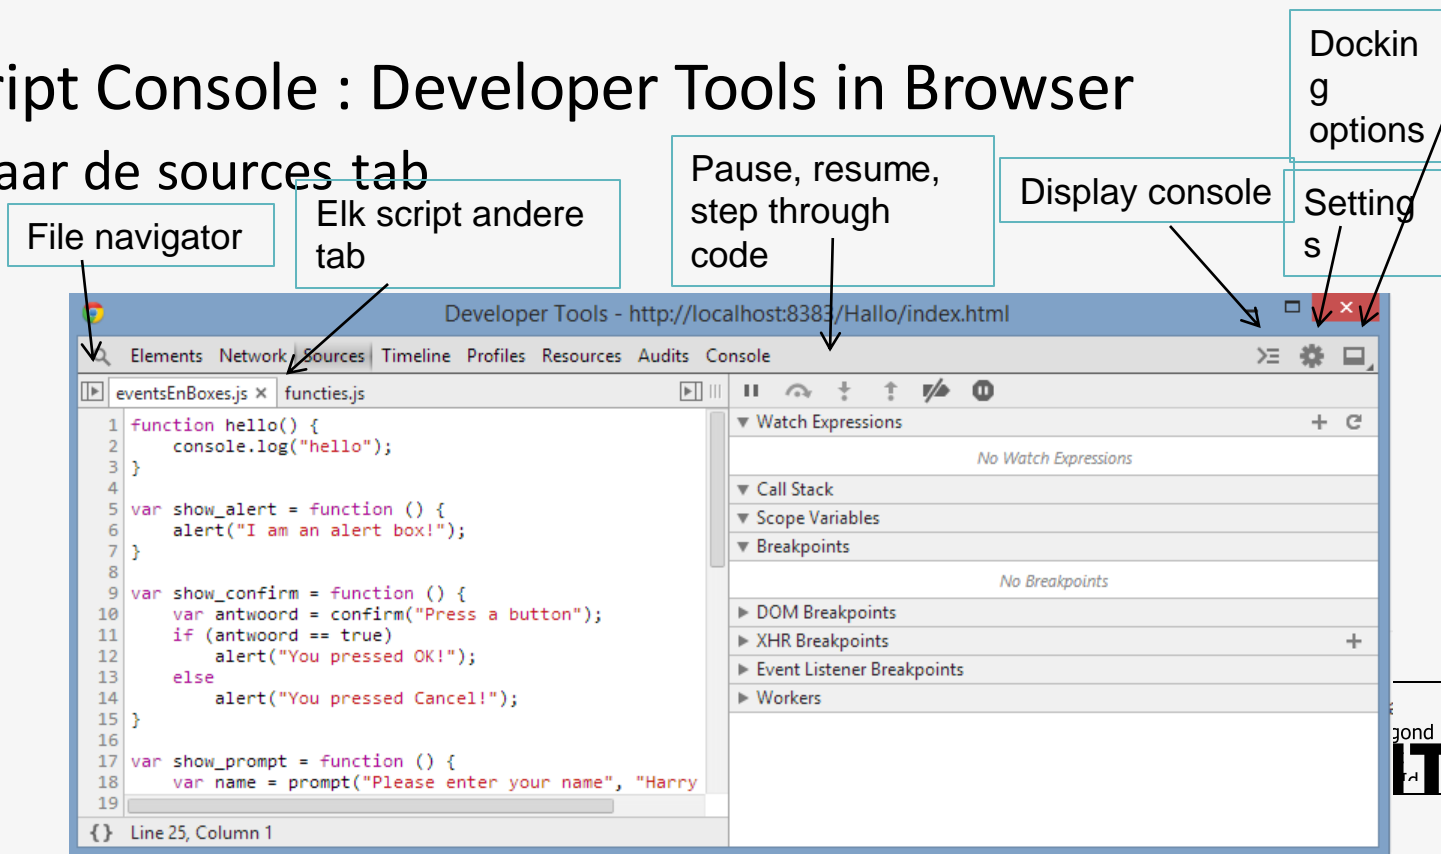 ript Console : Developer Tools in Browser
aar de sources tab
Dockin
g
options
Pause, resume,
step through
code
Display console
Setting
s
File navigator
Elk script andere
tab
Developer Tools - http://localhost:8383/Hallo/index.html
Elements Network Sources Timeline Profiles Resources Audits Console
eventsEnBoxes.js × functies.js
1 function hello() {
2 console.log("hello");
3 }
4
5 var show_alert = function () {
6 alert("I am an alert box!");
7 }
8
9 var show_confirm = function () {
10 var antwoord = confirm("Press a button");
11 if (antwoord == true)
12 alert("You pressed OK!");
13 else
14 alert("You pressed Cancel!");
15 }
16
17 var show_prompt = function () {
18 var name = prompt("Please enter your name", "Harry
19
{} Line 25, Column 1
Watch Expressions
No Watch Expressions
Call Stack
Scope Variables
Breakpoints
No Breakpoints
DOM Breakpoints
XHR Breakpoints
Event Listener Breakpoints
Workers
gond
IT